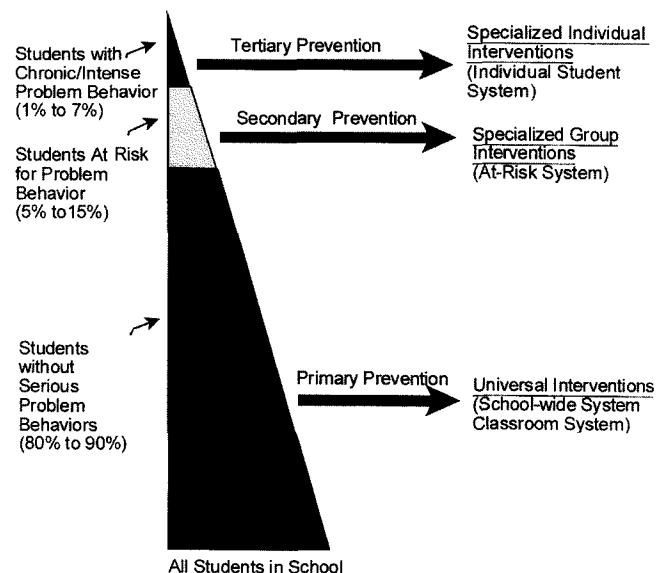 Students with
Chronic/Intense
Problem Behavior
(1% to 7%)
Tertiary Prevention
Specialized Individual
Interventions
(Individual Student
System)
Students At Risk
for Problem
Behavior
(5% to15%)
Secondary Prevention
Specialized Group
Interventions
(At-Risk System)
Students
without
Serious
Problem
Behaviors
(80% to 90%)
Primary Prevention
Universal Interventions
(School-wide System
Classroom System)
All Students in School